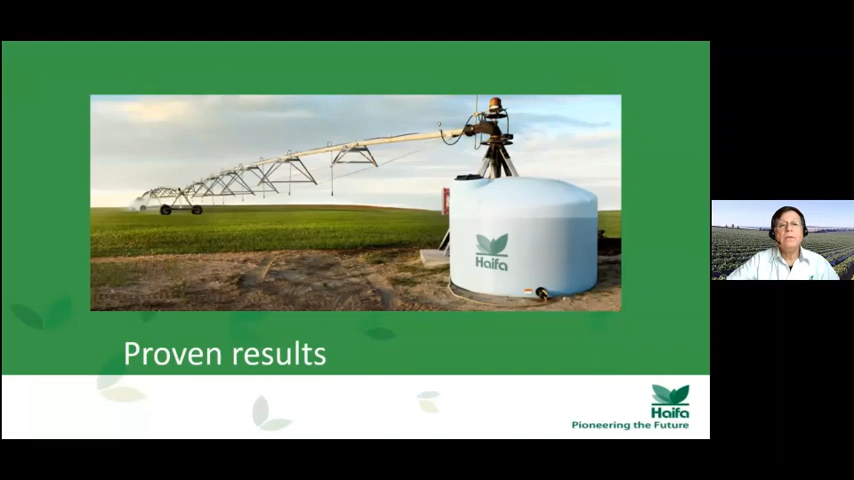 Haifa
Proven results
Haifa
Pioneering the Future